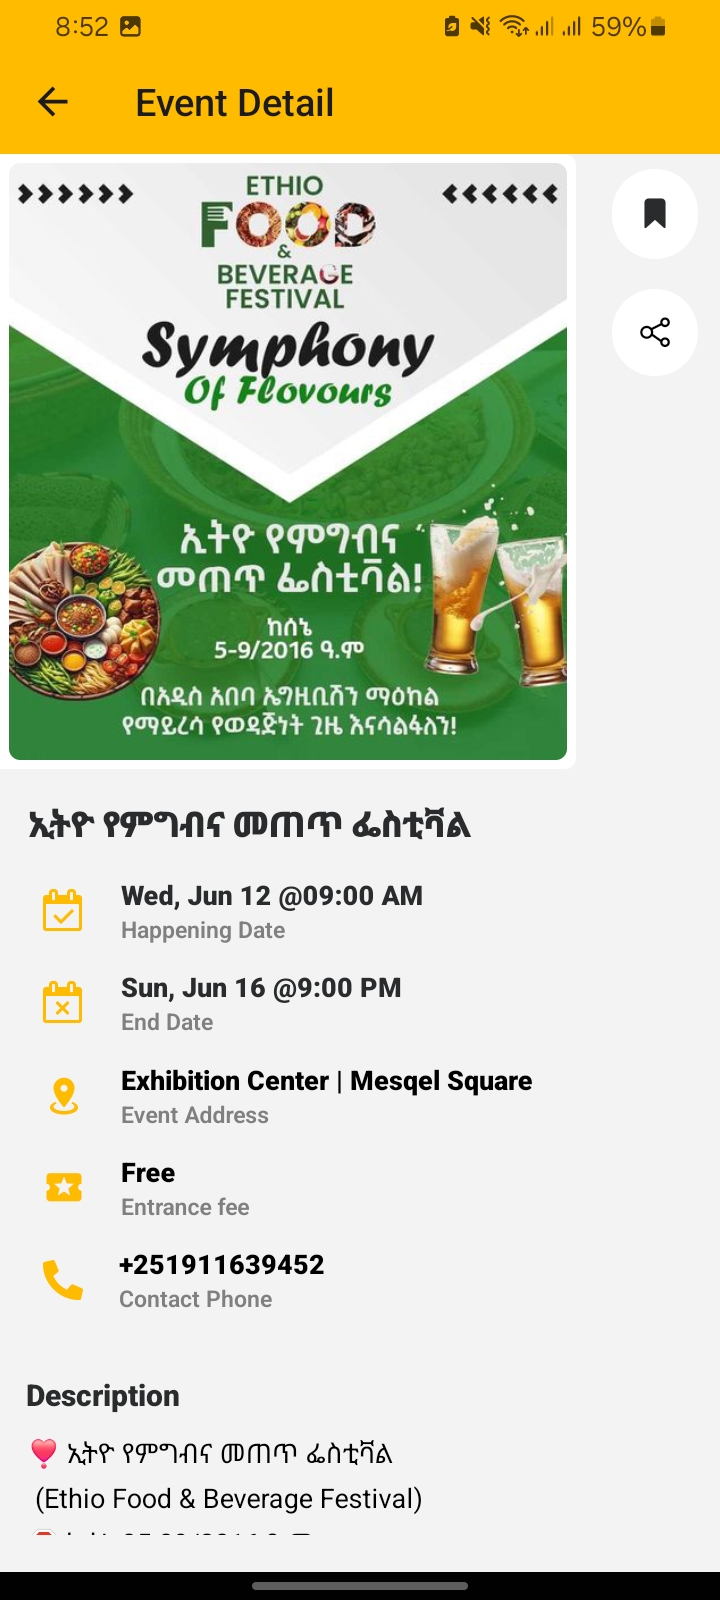 8:52
59%
Event Detail
ETHIO
FOOD
&
BEVERAGE
FESTIVAL
Symphony
Of Flovours
ኢትዮ የምግብና
መጠጥ ፌስቲቫል!
ከሰኔ
5-9/2016 ዓ.ም
በአዲስ አበባ ኤግዚቢሽን ማዕከል
የማይረሳ የወዳጅነት ጊዜ እናሳልፋለን!
ኢትዮ የምግብና መጠጥ ፌስቲቫል
Wed, Jun 12 @09:00 AM
Happening Date
Sun, Jun 16 @9:00 PM
End Date
Exhibition Center | Mesqel Square
Event Address
Free
Entrance fee
+251911639452
Contact Phone
Description
ኢትዮ የምግብና መጠጥ ፌስቲቫል
(Ethio Food & Beverage Festival)